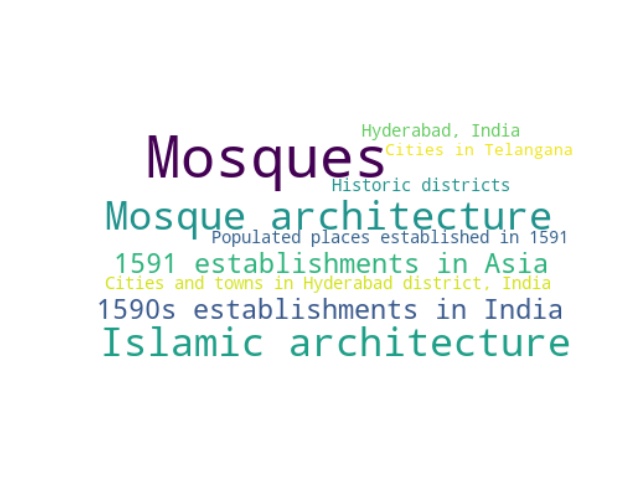 Hyderabad, India
Mosques
Cities in Telangana
Historic districts
Mosque architecture
Populated places established in 1591
1591 establishments in Asia
Cities and towns in Hyderabad district, India
1590s establishments in India
Islamic architecture